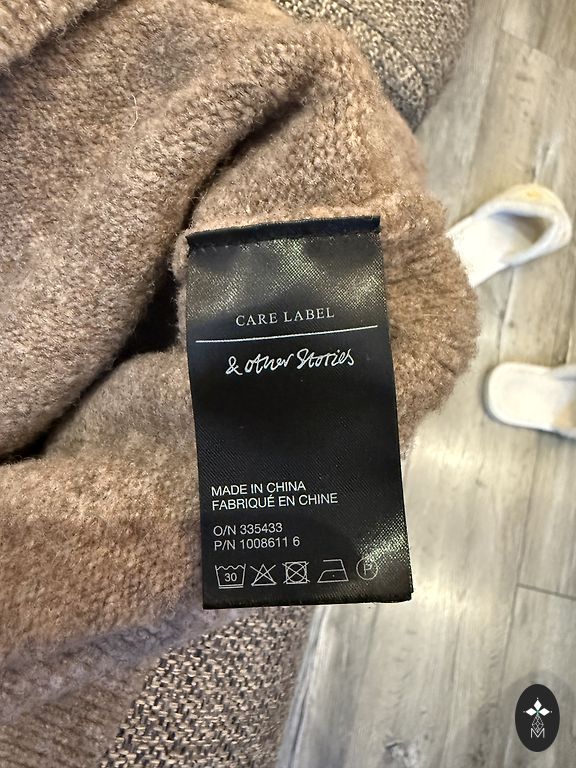 CARE LABEL
& other Stories
MADE IN CHINA
FABRIQUÉ EN CHINE
O/N 335433
P/N 1008611 6
30 P
M